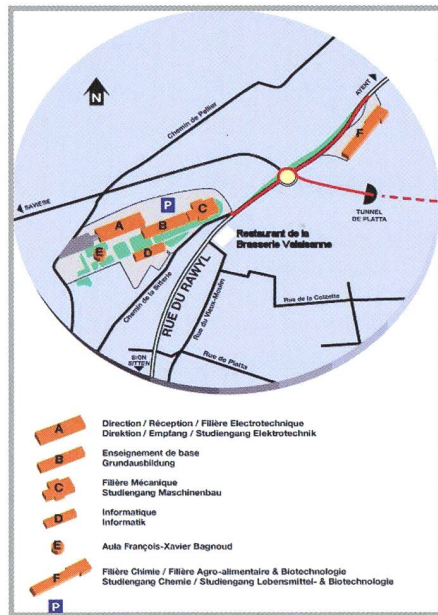 N
AYENT
Chemin de Pellier
F
SAVIÈSE
P
TUNNEL
DE PLATTA
A
B
C
E
D
Restaurant de la
Brasserie Valaisanne
Chemin de la Bitterie
RUE DU RAWYL
Rue du Vieux-Moulin
Rue de la Colzette
Rue de Platta
SION
SITTEN
A
Direction / Réception / Filière Electrotechnique
Direktion / Empfang / Studiengang Elektrotechnik
B
Enseignement de base
Grundausbildung
C
Filière Mécanique
Studiengang Maschinenbau
D
Informatique
Informatik
E
Aula François-Xavier Bagnoud
F
Filière Chimie / Filière Agro-alimentaire & Biotechnologie
Studiengang Chemie / Studiengang Lebensmittel- & Biotechnologie
P